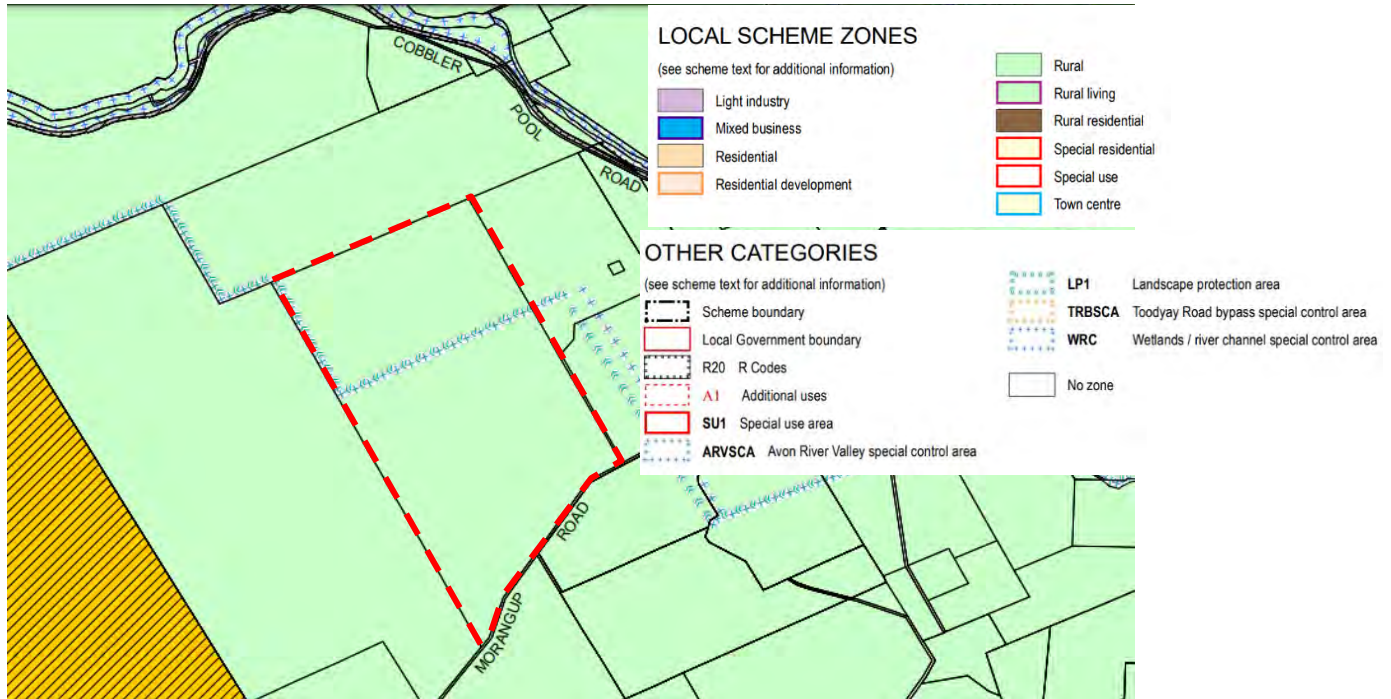 COBBLER
POOL
ROAD
ROAD
MORANGUP
LOCAL SCHEME ZONES
(see scheme text for additional information)
Light industry
Mixed business
Residential
Residential development
Rural
Rural living
Rural residential
Special residential
Special use
Town centre
OTHER CATEGORIES
(see scheme text for additional information)
Scheme boundary
Local Government boundary
R20 R Codes
A1 Additional uses
SU1 Special use area
ARVSCA Avon River Valley special control area
LP1 Landscape protection area
TRBSCA Toodyay Road bypass special control area
WRC Wetlands / river channel special control area
No zone